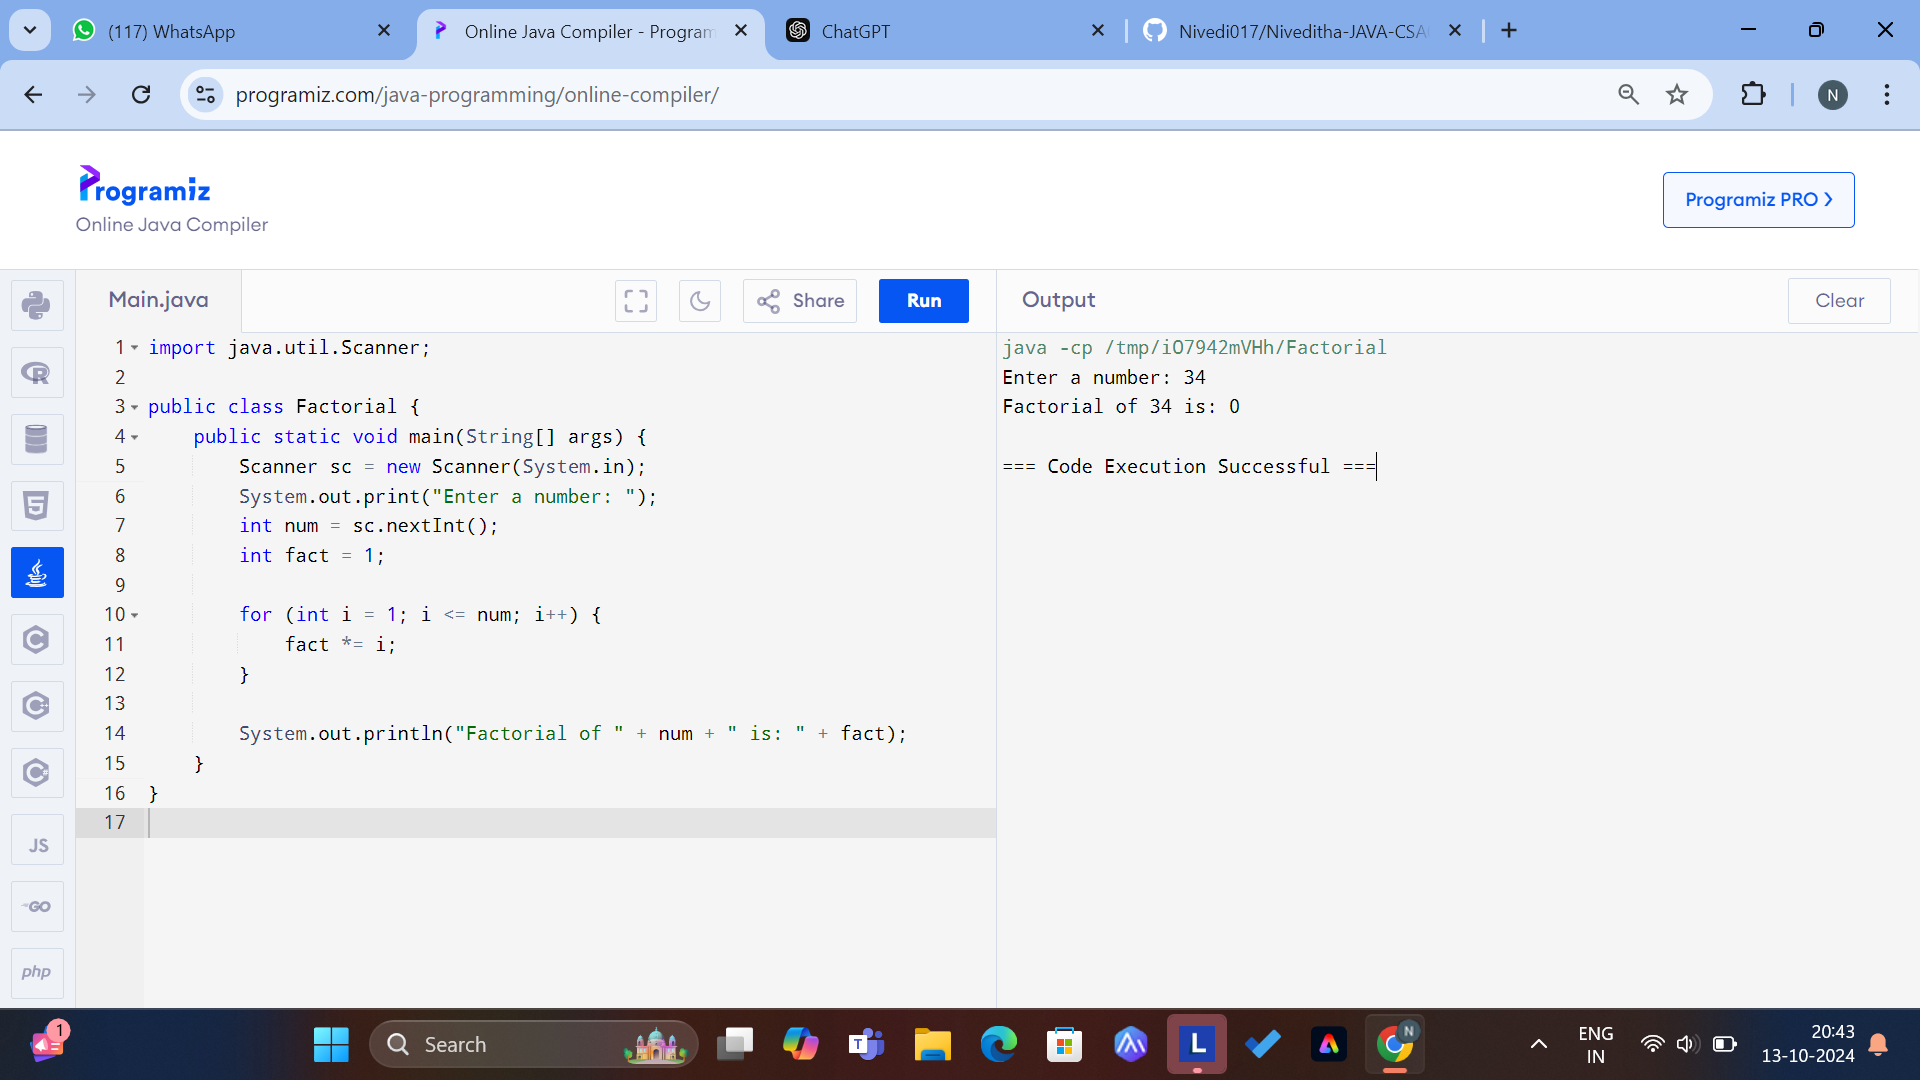 (117) WhatsApp
Online Java Compiler - Program
ChatGPT
Nivedi017/Niveditha-JAVA-CSA
programiz.com/java-programming/online-compiler/
N
Programiz
Online Java Compiler
Programiz PRO
Main.java
Share
Run
Output
Clear
1 import java.util.Scanner;
2
3 public class Factorial {
4     public static void main(String[] args) {
5         Scanner sc = new Scanner(System.in);
6         System.out.print("Enter a number: ");
7         int num = sc.nextInt();
8         int fact = 1;
9
10         for (int i = 1; i <= num; i++) {
11             fact *= i;
12         }
13
14         System.out.println("Factorial of " + num + " is: " + fact);
15     }
16 }
17
java -cp /tmp/iO7942mVHh/Factorial
Enter a number: 34
Factorial of 34 is: 0
=== Code Execution Successful ===
R
5
C
C++
C#
JS
GO
php
1
Search
T
L
N
ENG
IN
20:43
13-10-2024